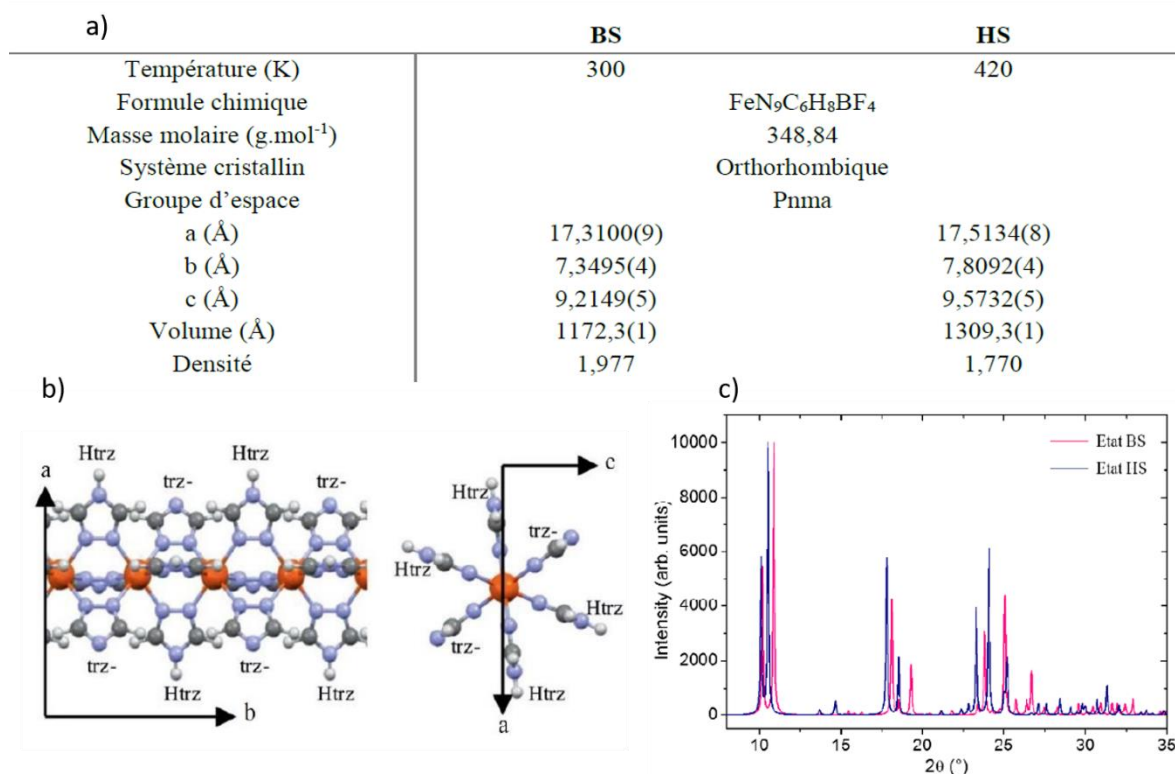 a)
BS HS
Température (K) 300 420
Formule chimique FeN₉C₆H₈BF₄
Masse molaire (g.mol⁻¹) 348,84
Système cristallin Orthorhombique
Groupe d’espace Pnma
a (Å) 17,3100(9) 17,5134(8)
b (Å) 7,3495(4) 7,8092(4)
c (Å) 9,2149(5) 9,5732(5)
Volume (Å) 1172,3(1) 1309,3(1)
Densité 1,977 1,770
b)
a
Htrz Htrz
trz- trz-
trz- trz-
Htrz Htrz
b
c
Htrz
trz-
Htrz
Htrz
trz-
Htrz
a
c)
Etat BS
Etat HS
Intensity (arb. units)
10000
8000
6000
4000
2000
0
10 15 20 25 30 35
2θ (°)